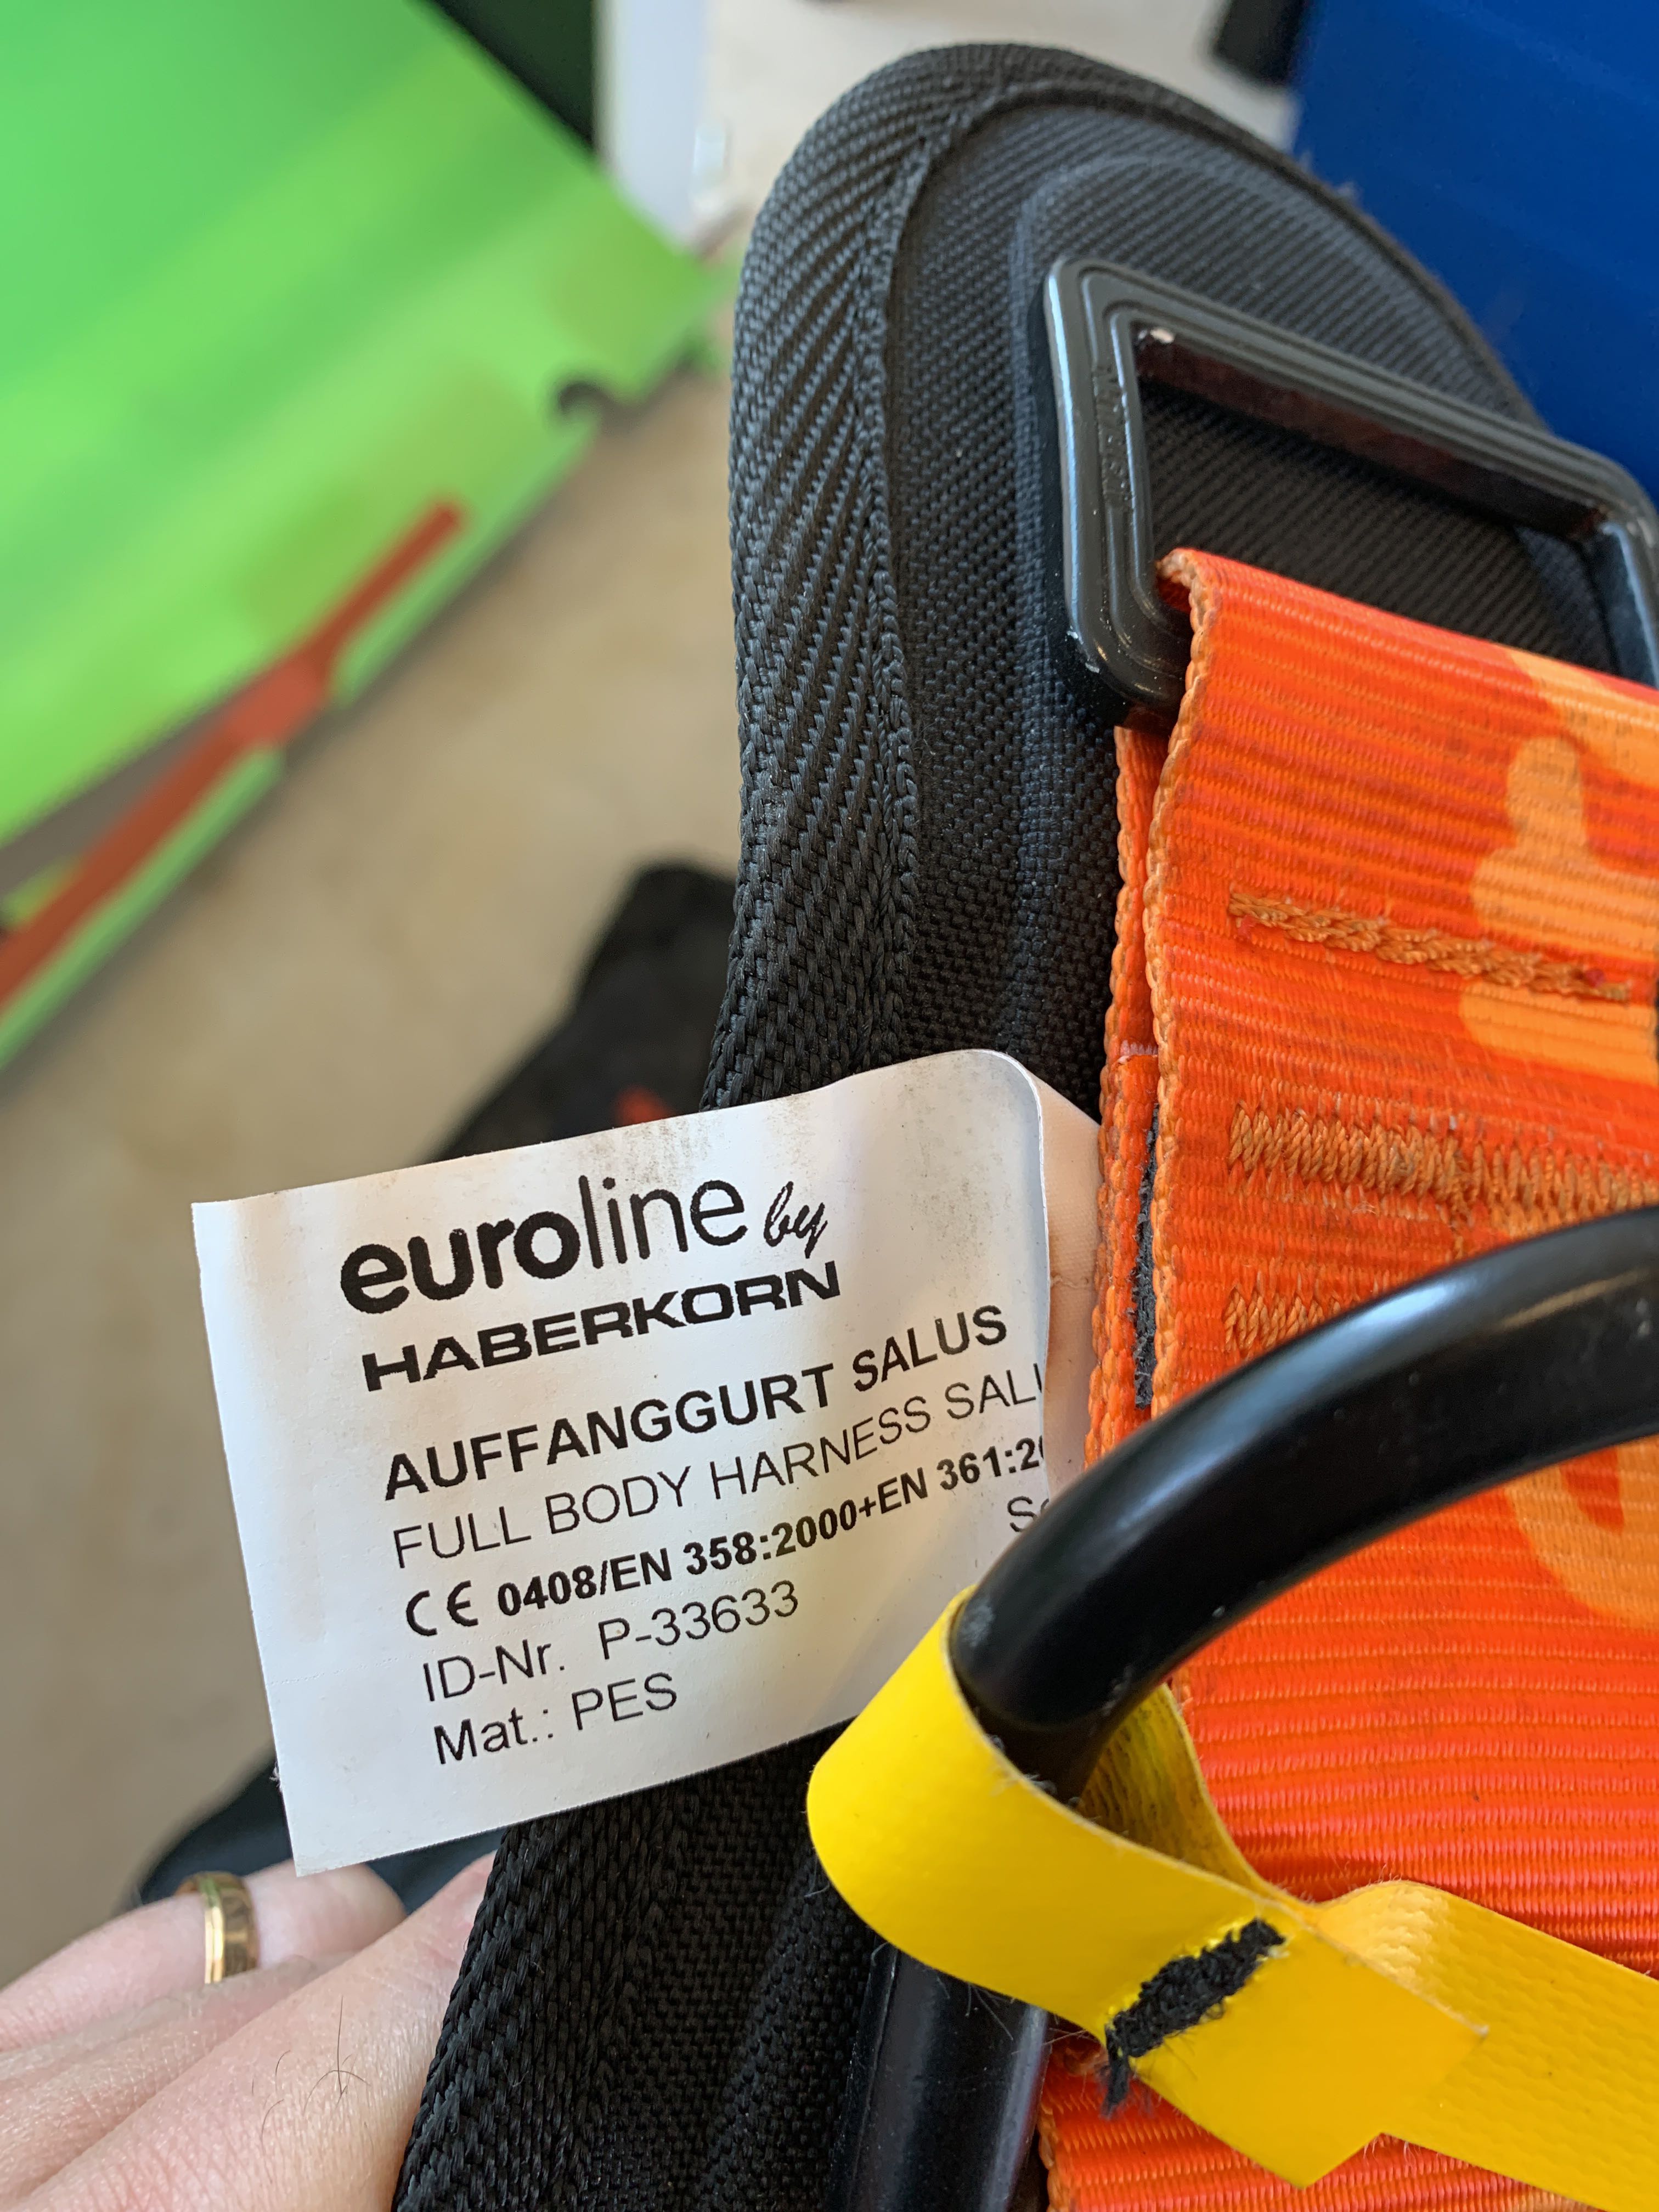 euroline by
HABERKORN
AUFFANGGURT SALUS
FULL BODY HARNESS
CE 0408/EN 358:2000+EN
ID-Nr. P-33633
Mat.: PES